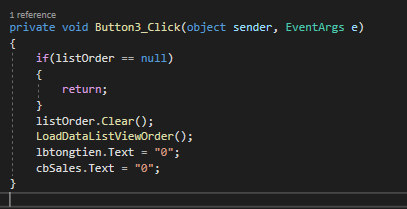 1 reference
private void Button3_Click(object sender, EventArgs e)
{
    if(listOrder == null)
    {
        return;
    }
    listOrder.Clear();
    LoadDataListViewOrder();
    lbtongtien.Text = "0";
    cbSales.Text = "0";
}